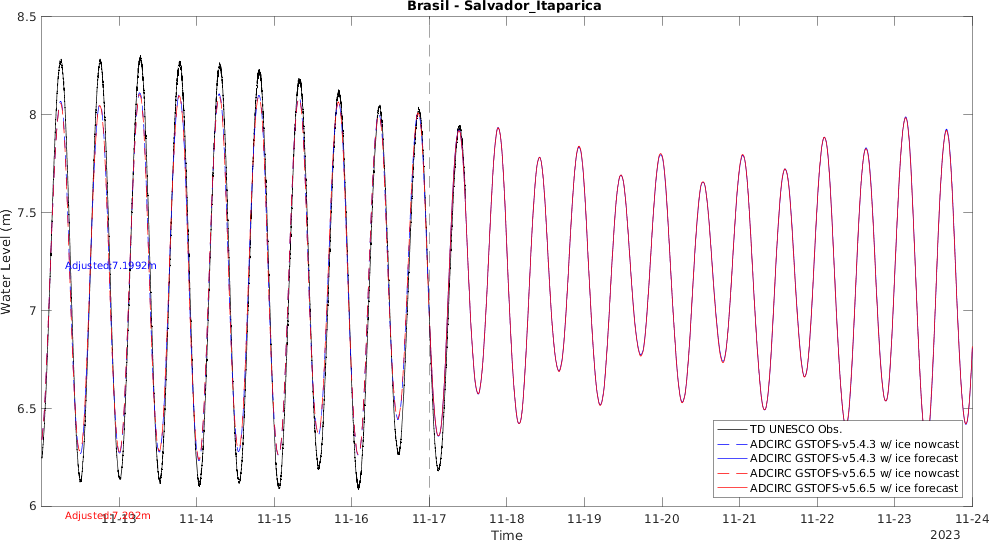 Brasil - Salvador_Itaparica
8.5
8
7.5
7
6.5
6
Water Level (m)
Adjusted:7.1992m
Adjusted:7.202m
TD UNESCO Obs.
ADCIRC GSTOFS-v5.4.3 w/ ice nowcast
ADCIRC GSTOFS-v5.4.3 w/ ice forecast
ADCIRC GSTOFS-v5.6.5 w/ ice nowcast
ADCIRC GSTOFS-v5.6.5 w/ ice forecast
11-13 11-14 11-15 11-16 11-17 11-18 11-19 11-20 11-21 11-22 11-23 11-24
Time
2023